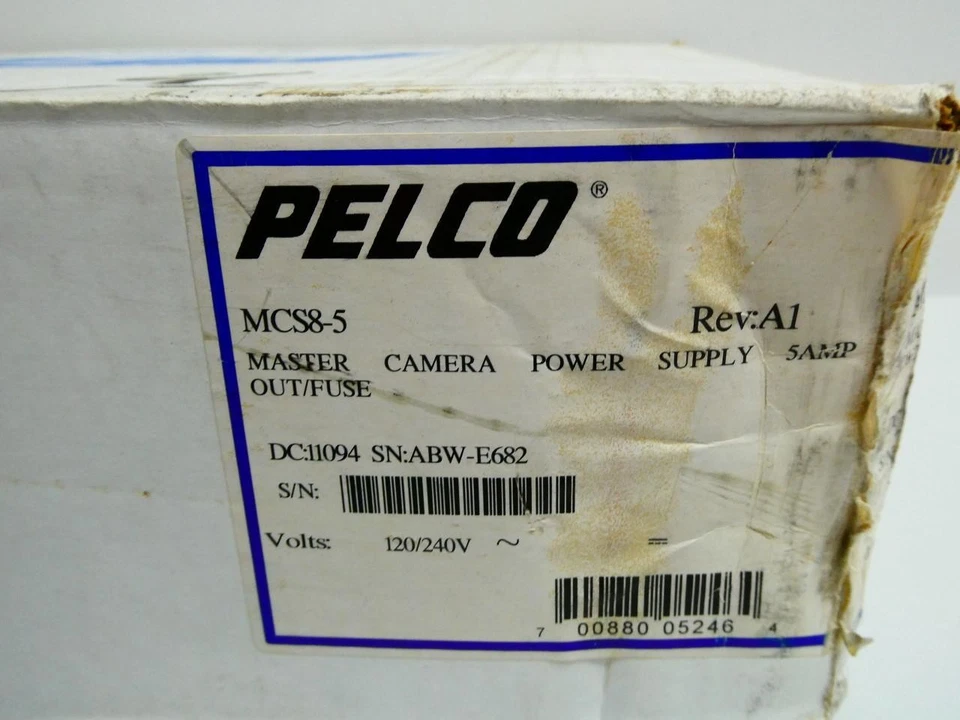 PELCO®
MCS8-5 Rev:A1
MASTER CAMERA POWER SUPPLY 5AMP
OUT/FUSE
DC:11094 SN:ABW-E682
S/N:
Volts: 120/240V ~ =
7 00880 05246 4